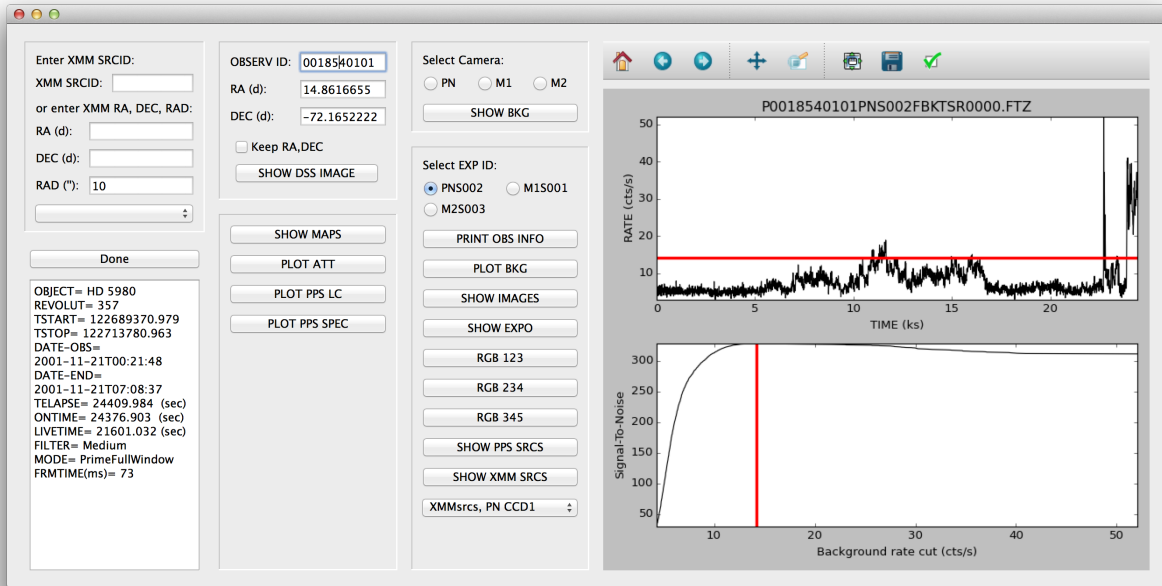 Enter XMM SRCID:
XMM SRCID:
or enter XMM RA, DEC, RAD:
RA (d):
DEC (d):
RAD ("): 10
Done
OBJECT= HD 5980
REVOLUT= 357
TSTART= 122689370.979
TSTOP= 122713780.963
DATE-OBS=
2001-11-21T00:21:48
DATE-END=
2001-11-21T07:08:37
TELAPSE= 24409.984 (sec)
ONTIME= 24376.903 (sec)
LIVETIME= 21601.032 (sec)
FILTER= Medium
MODE= PrimeFullWindow
FRMTIME(ms)= 73
OBSERV ID: 0018540101
RA (d): 14.8616655
DEC (d): -72.1652222
Keep RA,DEC
SHOW DSS IMAGE
SHOW MAPS
PLOT ATT
PLOT PPS LC
PLOT PPS SPEC
Select Camera:
PN M1 M2
SHOW BKG
Select EXP ID:
PNS002 M1S001
M2S003
PRINT OBS INFO
PLOT BKG
SHOW IMAGES
SHOW EXPO
RGB 123
RGB 234
RGB 345
SHOW PPS SRCS
SHOW XMM SRCS
XMMsrcs, PN CCD1
P0018540101PNS002FBKTSR0000.FTZ
50
40
30
20
10
RATE (cts/s)
0 5 10 15 20
TIME (ks)
300
250
200
150
100
50
Signal-To-Noise
10 20 30 40 50
Background rate cut (cts/s)